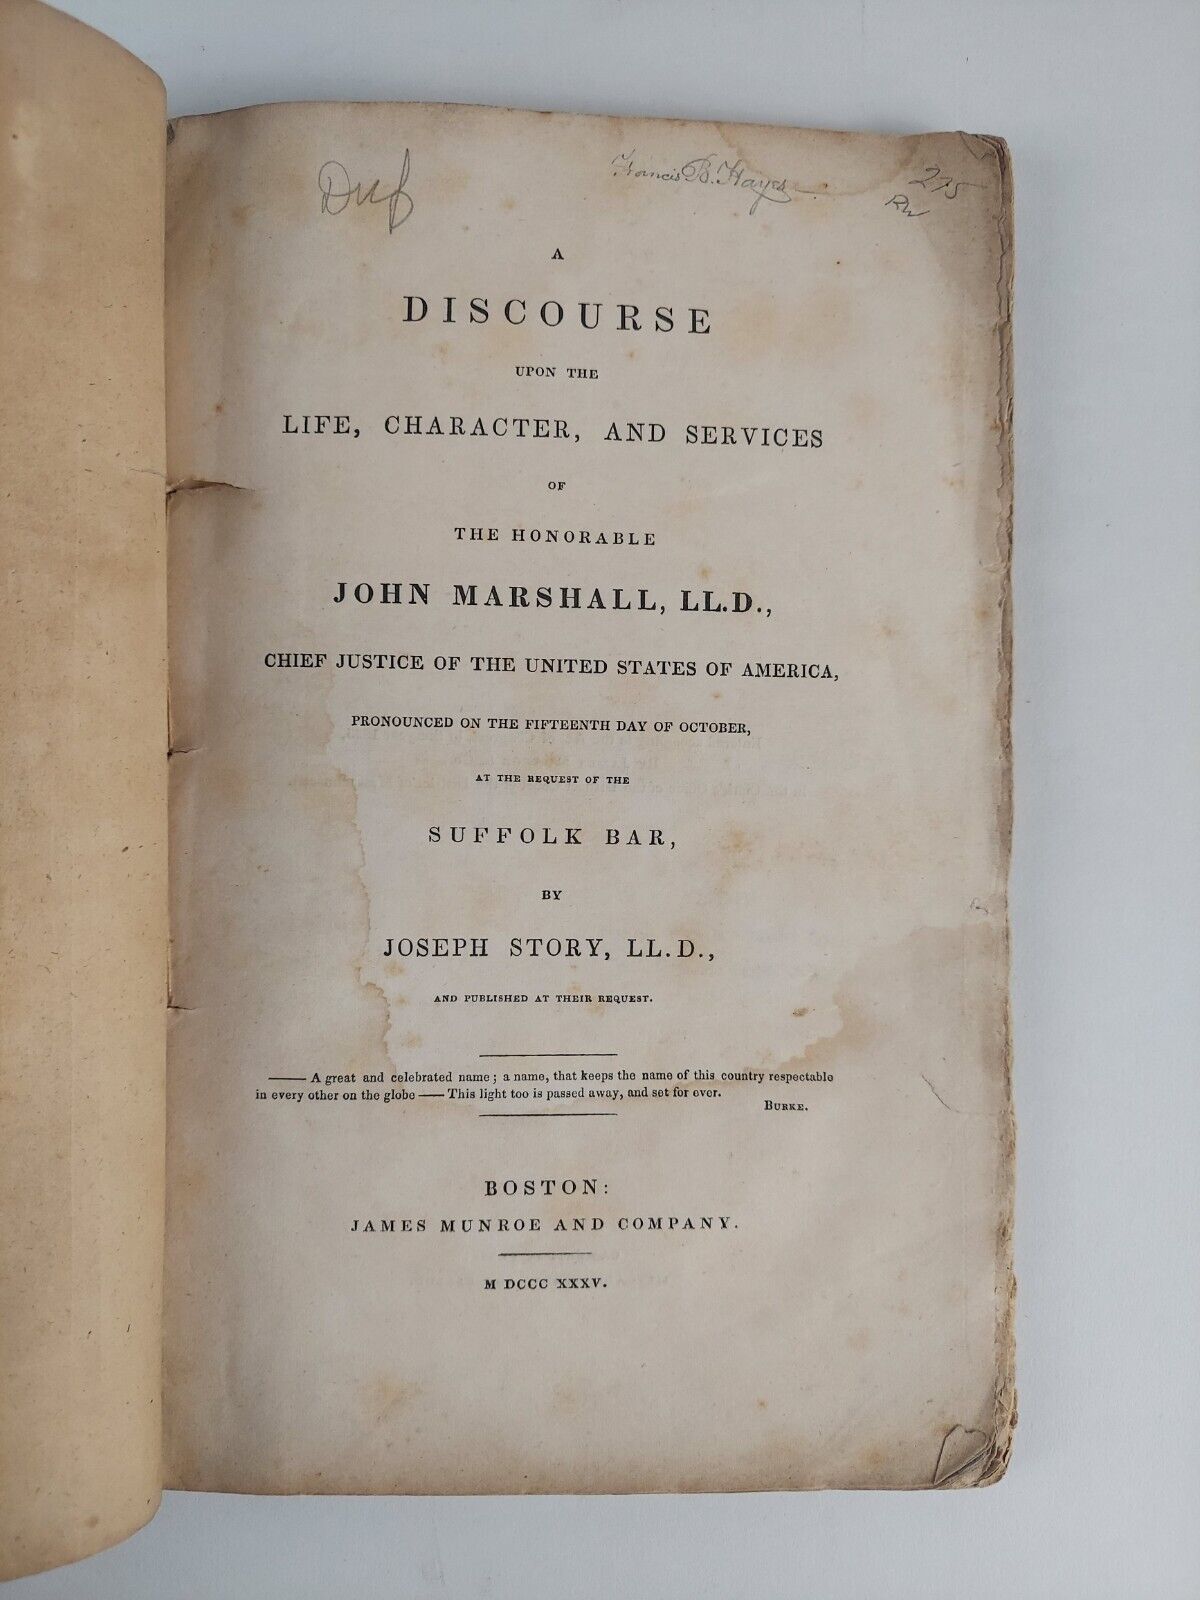 Dup
Francis B. Hayes
275
RW
A
DISCOURSE
UPON THE
LIFE, CHARACTER, AND SERVICES
OF
THE HONORABLE
JOHN MARSHALL, LL.D.,
CHIEF JUSTICE OF THE UNITED STATES OF AMERICA,
PRONOUNCED ON THE FIFTEENTH DAY OF OCTOBER,
AT THE REQUEST OF THE
SUFFOLK BAR,
BY
JOSEPH STORY, LL.D.,
AND PUBLISHED AT THEIR REQUEST.
—— A great and celebrated name; a name, that keeps the name of this country respectable
in every other on the globe —— This light too is passed away, and set for ever.
BURKE.
BOSTON:
JAMES MUNROE AND COMPANY.
M DCCC XXXV.